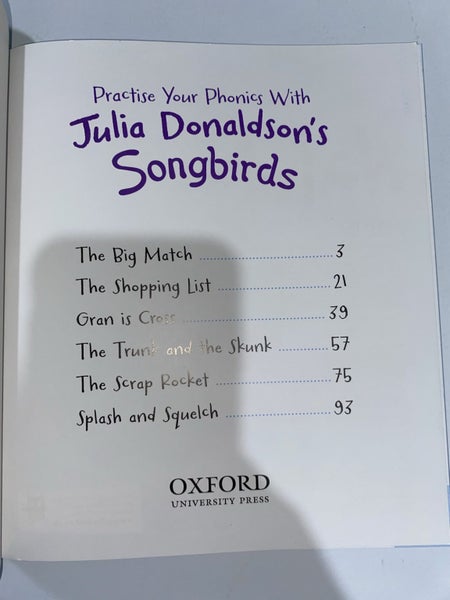 Practise Your Phonics With
Julia Donaldson's
Songbirds
The Big Match 3
The Shopping List 21
Gran is Cross 39
The Trunk and the Skunk 57
The Scrap Rocket 75
Splash and Squelch 93
OXFORD
UNIVERSITY PRESS